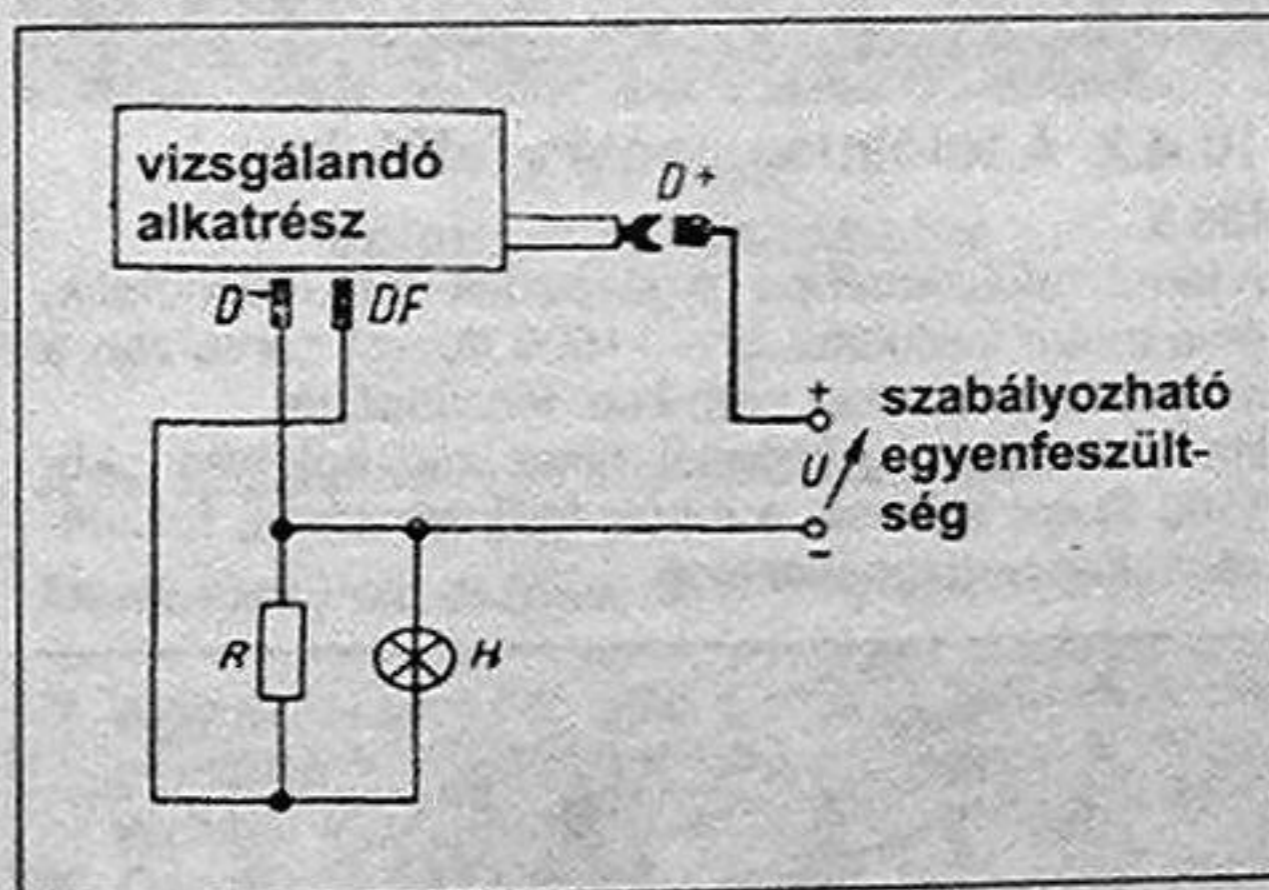 vizsgálandó
alkatrész
D+
D-
DF
+
szabályozható
U
egyenfeszült-
ség
-
R
H